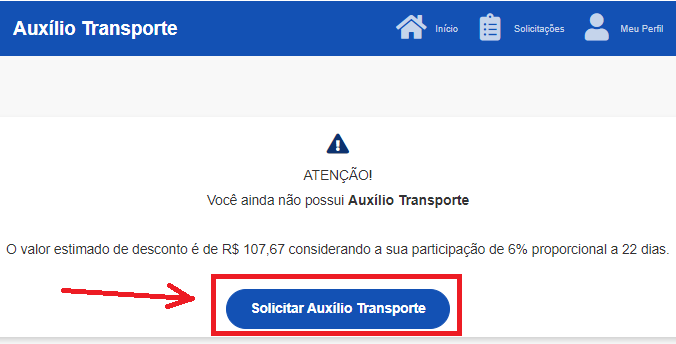 Auxílio Transporte
Início
Solicitações
Meu Perfil
ATENÇÃO!
Você ainda não possui Auxílio Transporte
O valor estimado de desconto é de R$ 107,67 considerando a sua participação de 6% proporcional a 22 dias.
Solicitar Auxílio Transporte